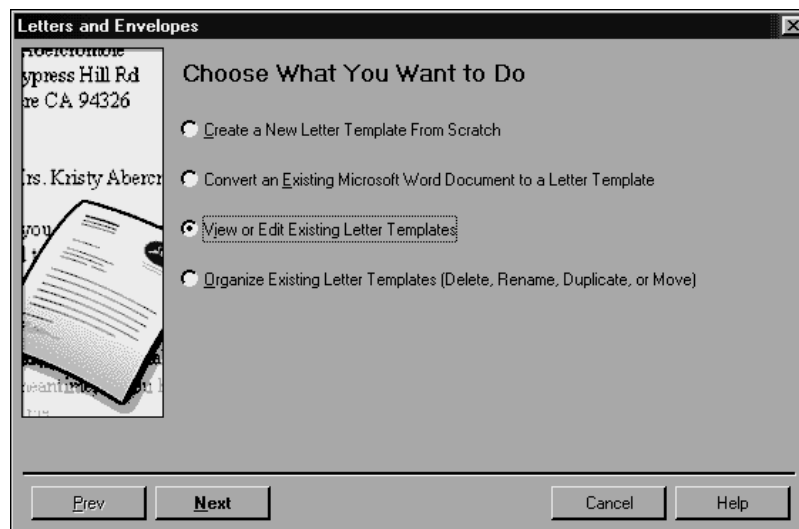 Letters and Envelopes
ypress Hill Rd
re CA 94326
rs. Kristy Abercr
you
Choose What You Want to Do
Create a New Letter Template From Scratch
Convert an Existing Microsoft Word Document to a Letter Template
View or Edit Existing Letter Templates
Organize Existing Letter Templates (Delete, Rename, Duplicate, or Move)
Prev
Next
Cancel
Help